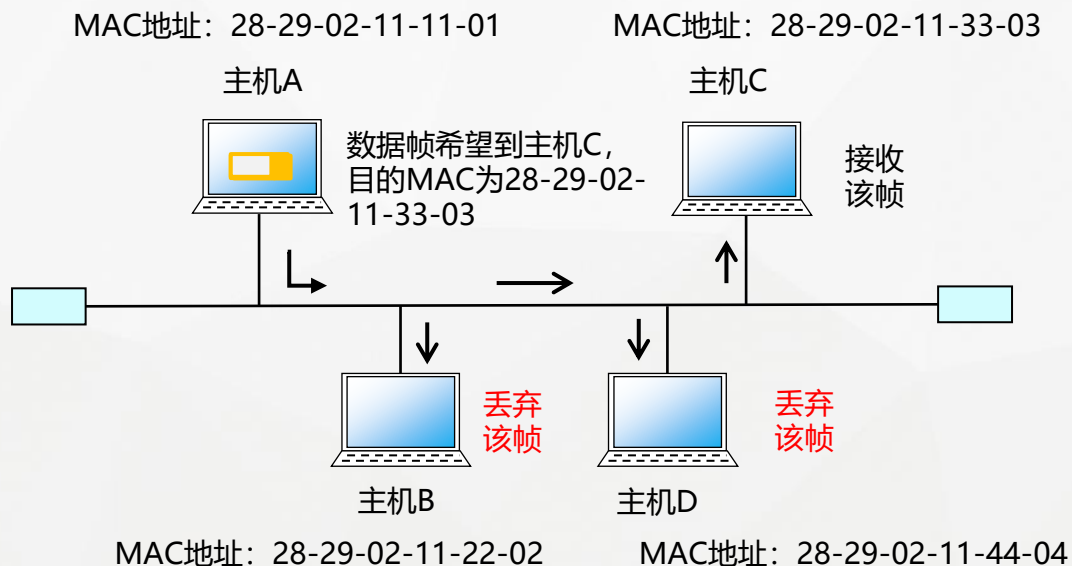 MAC地址：28-29-02-11-11-01
MAC地址：28-29-02-11-33-03
主机A
主机C
数据帧希望到主机C，
目的MAC为28-29-02-
11-33-03
接收
该帧
丢弃
该帧
丢弃
该帧
主机B
主机D
MAC地址：28-29-02-11-22-02
MAC地址：28-29-02-11-44-04